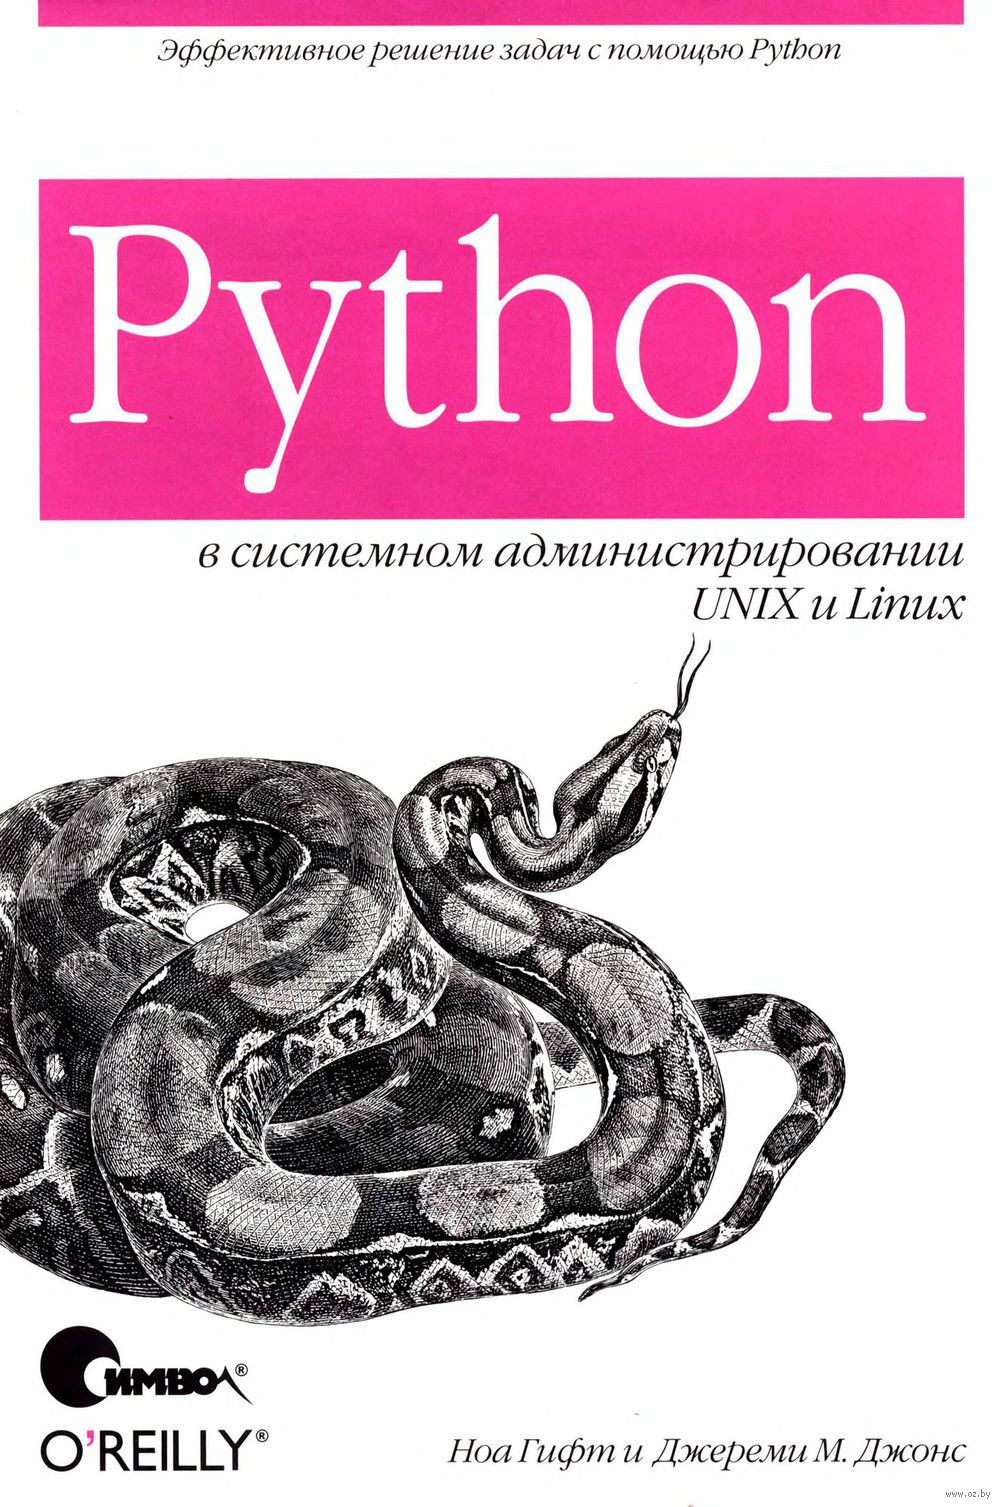 Эффективное решение задач с помощью Python
Python
в системном администрировании
UNIX и Linux
Символ®
O'REILLY®
Ноа Гифт и Джереми М. Джонс
www.oz.by